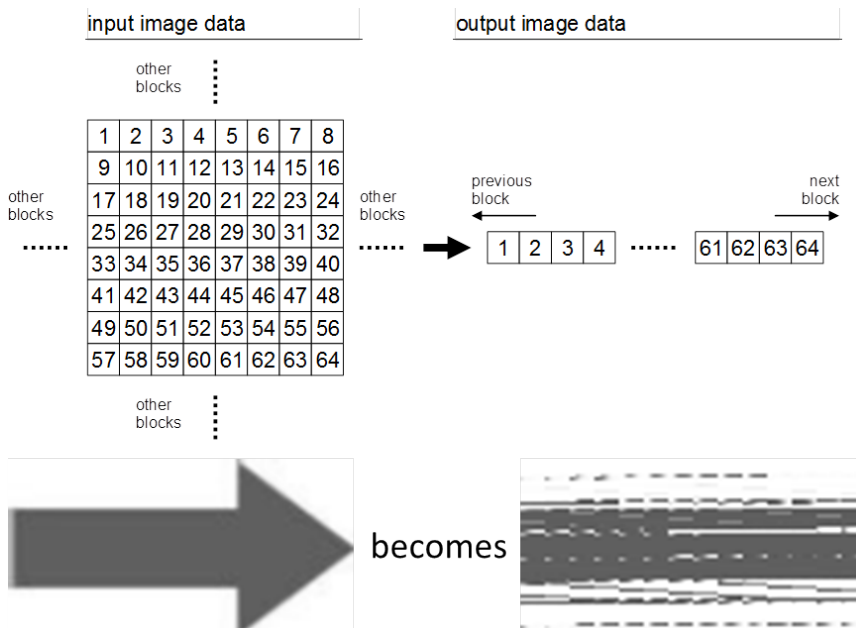 input image data
output image data
other
blocks
1 2 3 4 5 6 7 8
9 10 11 12 13 14 15 16
17 18 19 20 21 22 23 24
25 26 27 28 29 30 31 32
33 34 35 36 37 38 39 40
41 42 43 44 45 46 47 48
49 50 51 52 53 54 55 56
57 58 59 60 61 62 63 64
other
blocks
other
blocks
other
blocks
previous
block
next
block
1 2 3 4 61 62 63 64
becomes